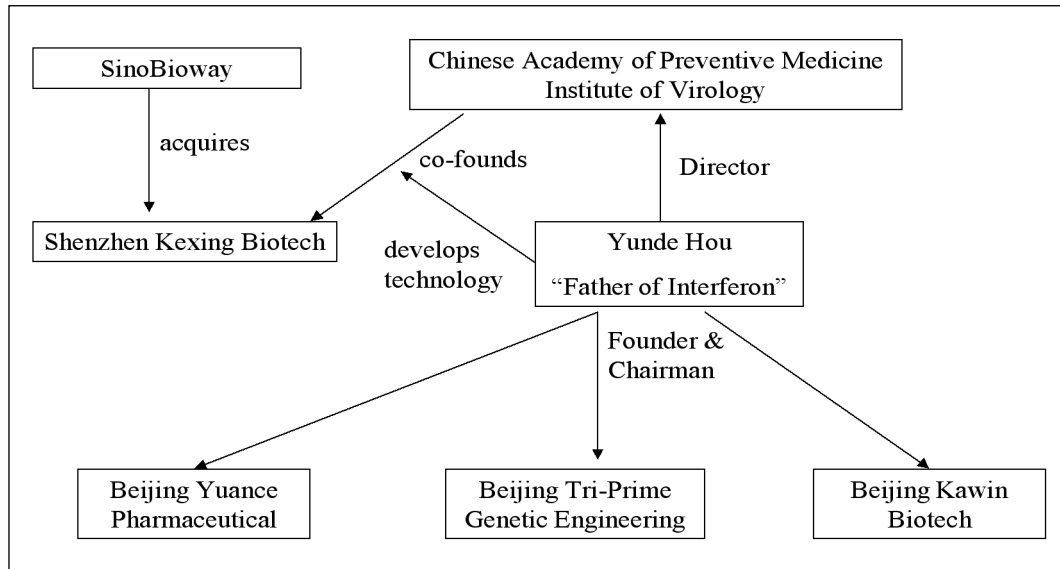 SinoBioway
Chinese Academy of Preventive Medicine
Institute of Virology
acquires
co-founds
Director
Shenzhen Kexing Biotech
develops
technology
Yunde Hou
“Father of Interferon”
Founder &
Chairman
Beijing Yuance
Pharmaceutical
Beijing Tri-Prime
Genetic Engineering
Beijing Kawin
Biotech